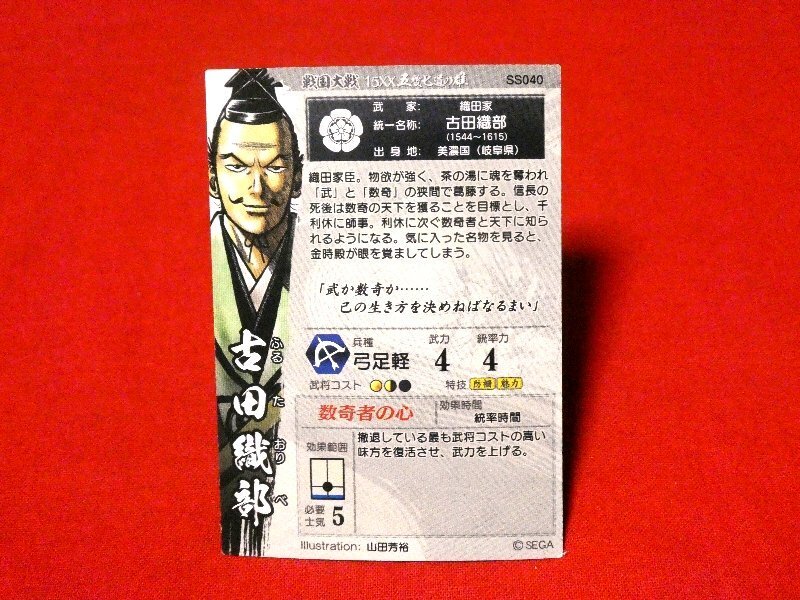 戦国大戦 15XX 五畿七道の雄 SS040
武家: 織田家
統一名称: 古田織部
(1544～1615)
出身地: 美濃国（岐阜県）
織田家臣。物欲が強く、茶の湯に魂を奪われ
「武」と「数奇」の狭間で葛藤する。信長の
死後は数奇の天下を獲ることを目標とし、千
利休に師事。利休に次ぐ数奇者と天下に知ら
れるようになる。気に入った名物を見ると、
金時殿が眼を覚ましてしまう。
「武か数奇か……
己の生き方を決めねばなるまい」
兵種 武力 統率力
弓足軽 4 4
武将コスト 特技 防柵 魅力
数奇者の心 効果時間
統率時間
効果範囲
撤退している最も武将コストの高い
味方を復活させ、武力を上げる。
必要
士気 5
Illustration: 山田芳裕 ©SEGA
古田織部
ふる た おり べ